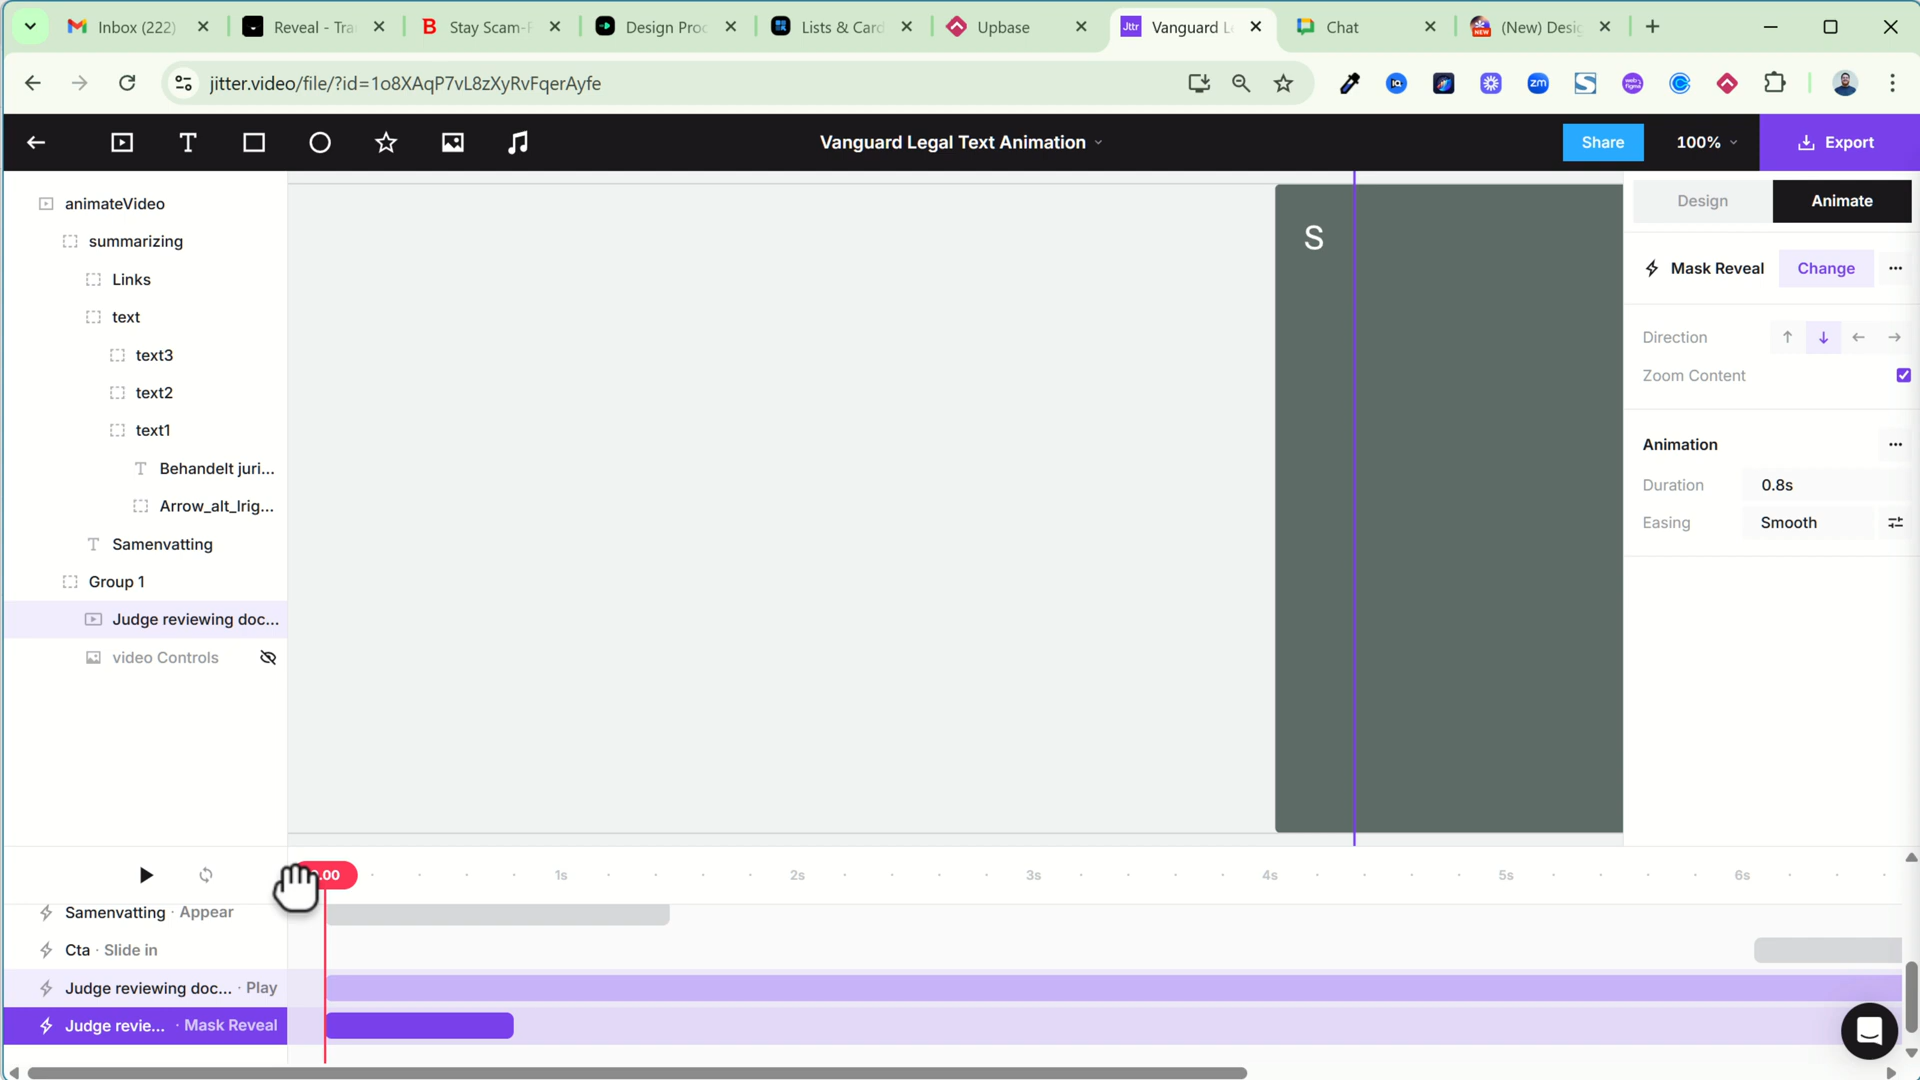 Inbox (222)
Reveal - Tra
Stay Scam-F
Design Proc
Lists & Card
Upbase
Jttr
Vanguard L
Chat
(New) Desig
jitter.video/file/?id=1o8XAqP7vL8zXyRvFqerAyfe
Vanguard Legal Text Animation
Share
100%
Export
animateVideo
summarizing
Links
text
text3
text2
text1
Behandelt juri...
Arrow_alt_lrig...
Samenvatting
Group 1
Judge reviewing doc...
video Controls
S
Design
Animate
Mask Reveal
Change
Direction
Zoom Content
Animation
Duration
0.8s
Easing
Smooth
.00
1s
2s
3s
4s
5s
6s
Samenvatting · Appear
Cta · Slide in
Judge reviewing doc... · Play
Judge revie... · Mask Reveal